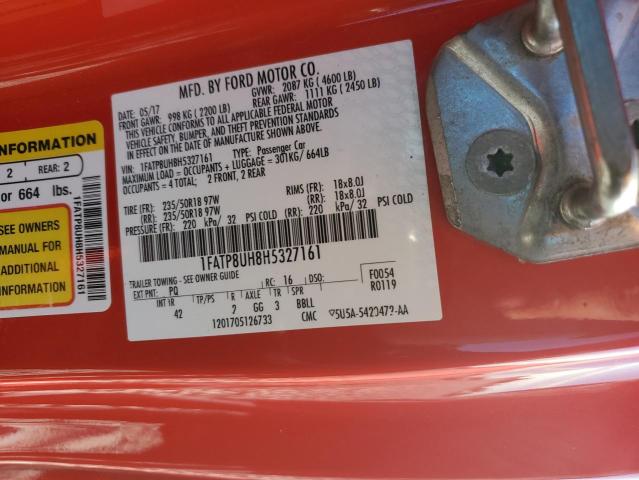 MFD. BY FORD MOTOR CO.
05/17 GVWR: 2087 KG ( 4600 LB)
FRONT GAWR: 998 KG ( 2200 LB) REAR GAWR: 1111 KG ( 2450 LB)
THIS VEHICLE CONFORMS TO ALL APPLICABLE FEDERAL MOTOR
VEHICLE SAFETY, BUMPER, AND THEFT PREVENTION STANDARDS IN
EFFECT ON THE DATE OF MANUFACTURE SHOWN ABOVE.
VIN: 1FATP8UH8H5327161 TYPE: Passenger Car
MAXIMUM LOAD = OCCUPANTS + LUGGAGE = 301KG/ 664LB
OCCUPANTS = 4 TOTAL: 2 FRONT, 2 REAR
TIRE (FR): 235/50R18 97W RIMS (FR): 18x8.0J
(RR): 235/50R18 97W (RR): 18x8.0J
PRESSURE (FR): 220 kPa/ 32 PSI COLD (RR): 220 kPa/ 32 PSI COLD
1FATP8UH8H5327161
TRAILER TOWING - SEE OWNER GUIDE
EXT PNT: PQ RC: 16 DSO: F0054
R0119
INT IR TP/PS R AXLE TR SPR
42 2 GG 3 BBLL
1201705126733 CMC
INFORMATION
2 REAR: 2
or 664 lbs.
SEE OWNERS
MANUAL FOR
ADDITIONAL
INFORMATION
1FATP8UH8H5327161